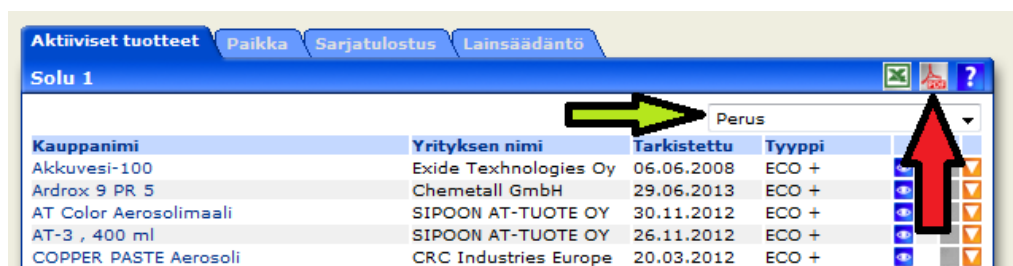 Aktiiviset tuotteet Paikka Sarjatulostus Lainsäädäntö
Solu 1 PDF ?
Perus
Kauppanimi Yrityksen nimi Tarkistettu Tyyppi
Akkuvesi-100 Exide Texhnologies Oy 06.06.2008 ECO +
Ardrox 9 PR 5 Chemetall GmbH 29.06.2013 ECO +
AT Color Aerosolimaali SIPOON AT-TUOTE OY 30.11.2012 ECO +
AT-3 , 400 ml SIPOON AT-TUOTE OY 26.11.2012 ECO +
COPPER PASTE Aerosoli CRC Industries Europe 20.03.2012 ECO +